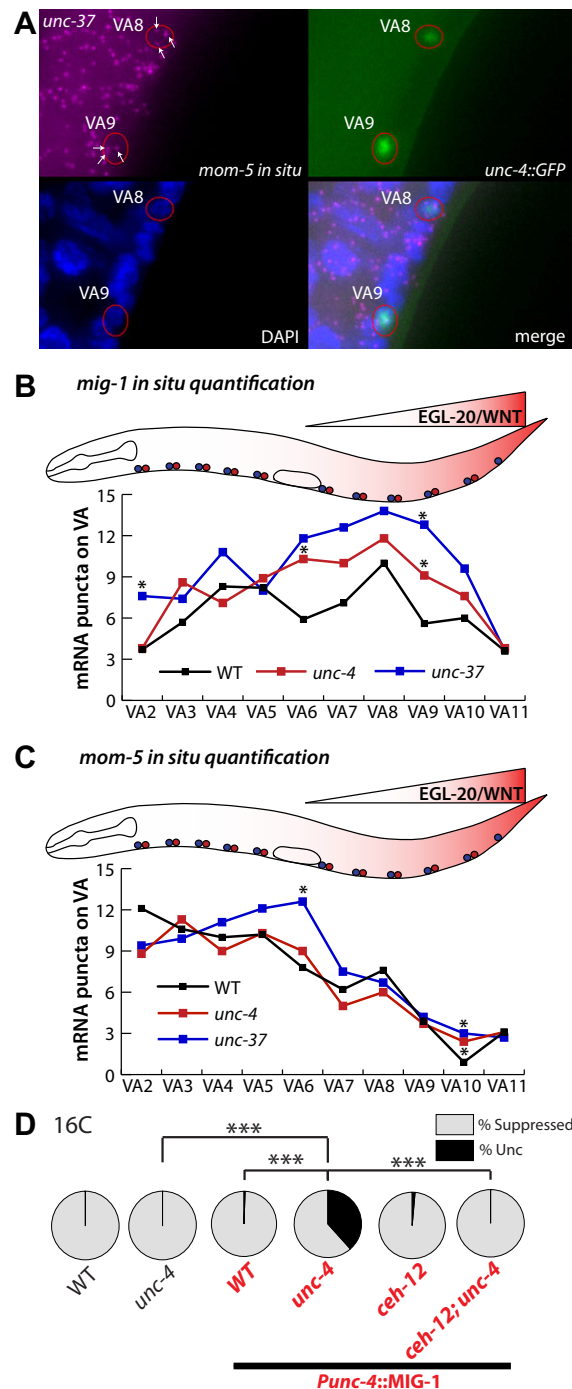 A
unc-37
VA8
VA9
mom-5 in situ
VA8
VA9
unc-4::GFP
VA8
VA9
DAPI
VA8
VA9
merge
B mig-1 in situ quantification
EGL-20/WNT
mRNA puncta on VA
15
12
9
6
3
0
* * * *
WT unc-4 unc-37
VA2 VA3 VA4 VA5 VA6 VA7 VA8 VA9 VA10 VA11
C mom-5 in situ quantification
EGL-20/WNT
mRNA puncta on VA
15
12
9
6
3
0
* * *
WT
unc-4
unc-37
VA2 VA3 VA4 VA5 VA6 VA7 VA8 VA9 VA10 VA11
D 16C
% Suppressed
% Unc
***
*** ***
WT unc-4 WT unc-4 ceh-12 ceh-12; unc-4
Punc-4::MIG-1